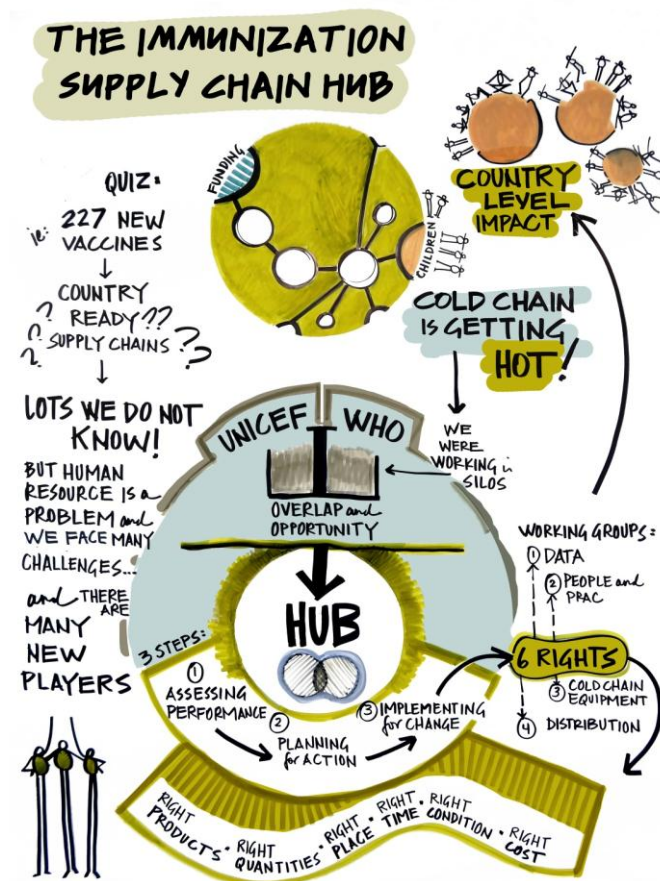 THE IMMUNIZATION
SUPPLY CHAIN HUB
QUIZ:
ie: 227 NEW
VACCINES
COUNTRY
READY??
? SUPPLY CHAINS ?
? ? ? ?
LOTS WE DO NOT
KNOW!
BUT HUMAN
RESOURCE IS a
PROBLEM and
WE FACE MANY
CHALLENGES...
and THERE
ARE
MANY
NEW
PLAYERS
FUNDING
CHILDREN
COUNTRY
LEVEL
IMPACT
COLD CHAIN
IS GETTING
HOT!
WE
WERE
WORKING in
SILOS
UNICEF
WHO
OVERLAP and
OPPORTUNITY
HUB
3 STEPS:
1
ASSESSING
PERFORMANCE
2
PLANNING
for ACTION
3 IMPLEMENTING
for CHANGE
WORKING GROUPS:
1 DATA
2 PEOPLE and
PRAC
6 RIGHTS
3 COLD CHAIN
EQUIPMENT
4 DISTRIBUTION
RIGHT
PRODUCTS •
RIGHT
QUANTITIES •
RIGHT
PLACE •
RIGHT
TIME •
RIGHT
CONDITION •
RIGHT
COST